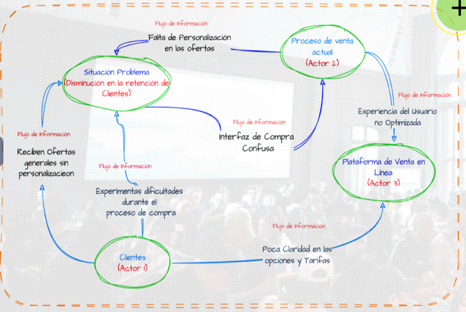 Flujo de Información
Falta de Personalización
en las ofertas
Proceso de venta
actual
(Actor 2)
Situación Problema
(Disminución en la retención de
Clientes)
Flujo de Información
Experiencia del Usuario
no Optimizada
Flujo de Información
Interfaz de Compra
Confusa
Flujo de Información
Reciben Ofertas
generales sin
personalizacieon
Plataforma de Venta en
Línea
(Actor 3)
Flujo de Información
Experimentas dificultades
durante el
proceso de compra
Flujo de Información
Poca Claridad en las
opciones y Tarifas
Clientes
(Actor 1)